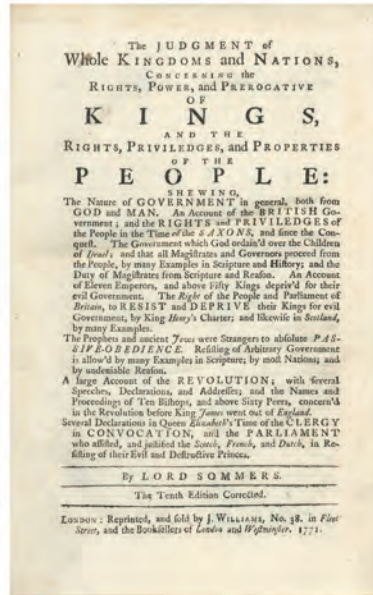 The JUDGMENT of
Whole KINGDOMS and NATIONS,
CONCERNING the
RIGHTS, POWER, and PREROGATIVE
OF
KINGS,
AND THE
RIGHTS, PRIVILEDGES, and PROPERTIES
OF THE
PEOPLE:
SHEWING,
The Nature of GOVERNMENT in general, both from
GOD and MAN. An Account of the BRITISH Go-
vernment; and the RIGHTS and PRIVILEDGES of
the People in the Time of the SAXONS, and since the Con-
quest. The Government which God ordain'd over the Children
of Israel; and that all Magistrates and Governors proceed from
the People, by many Examples in Scripture and History; and the
Duty of Magistrates from Scripture and Reason. An Account
of Eleven Emperors, and above Fifty Kings depriv'd for their
evil Government. The Right of the People and Parliament of
Britain, to RESIST and DEPRIVE their Kings for evil
Government, by King Henry's Charter; and likewise in Scotland,
by many Examples.
The Prophets and ancient Jews were Strangers to absolute PAS-
SIVE-OBEDIENCE. Resisting of Arbitrary Government
is allow'd by many Examples in Scripture; by most Nations; and
by undeniable Reason.
A large Account of the REVOLUTION; with several
Speeches, Declarations, and Addresses; and the Names and
Proceedings of Ten Bishops, and above Sixty Peers, concern'd
in the Revolution before King James went out of England.
Several Declarations in Queen Elizabeth's Time of the CLERGY
in CONVOCATION, and the PARLIAMENT
who assisted, and justified the Scotch, French, and Dutch, in Re-
sisting of their Evil and Destructive Princes.
By LORD SOMMERS.
The Tenth Edition Corrected.
LONDON: Reprinted, and sold by J. WILLIAMS, No. 38. in Fleet
Street, and the Booksellers of London and Westminster. 1771.